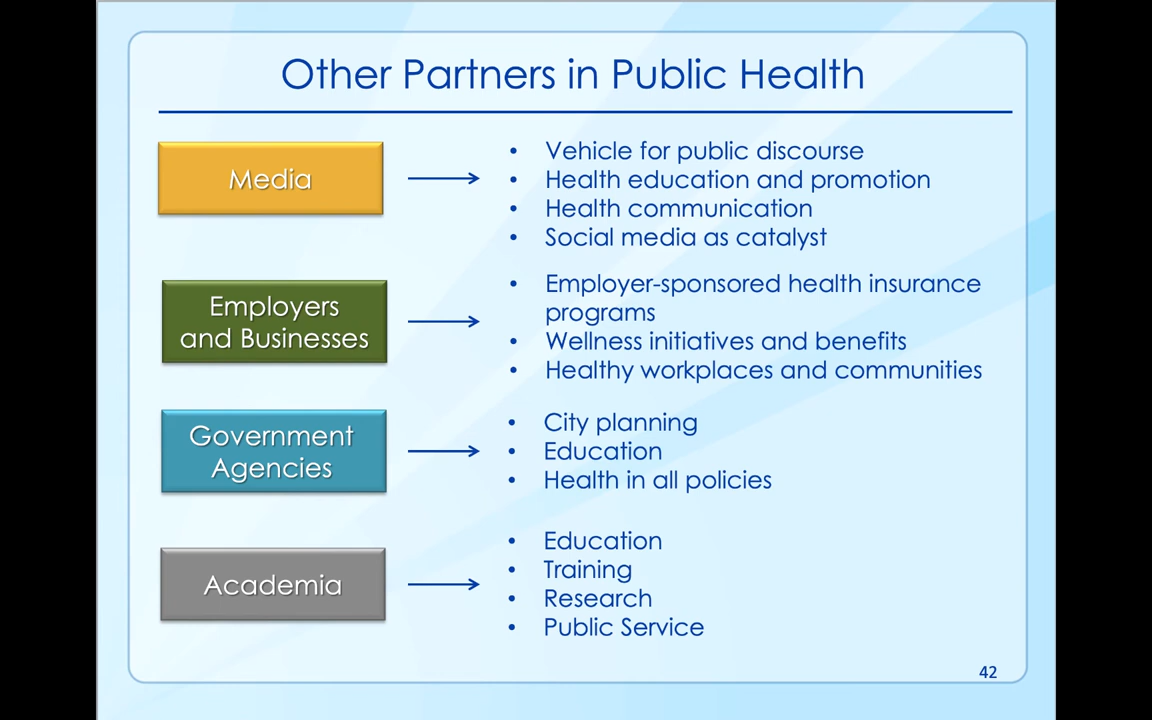 Other Partners in Public Health
Media
• Vehicle for public discourse
• Health education and promotion
• Health communication
• Social media as catalyst
Employers
and Businesses
• Employer-sponsored health insurance
programs
• Wellness initiatives and benefits
• Healthy workplaces and communities
Government
Agencies
• City planning
• Education
• Health in all policies
Academia
• Education
• Training
• Research
• Public Service
42